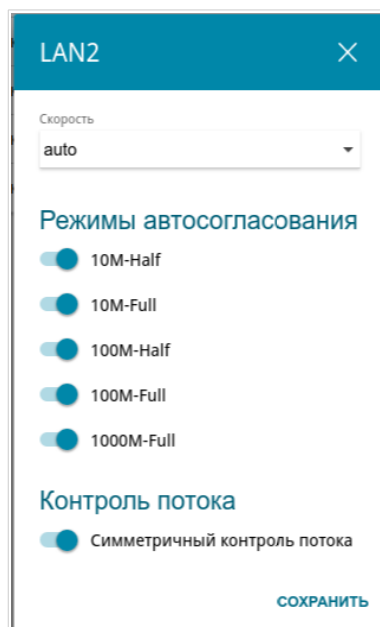 LAN2
Скорость
auto
Режимы автосогласования
10M-Half
10M-Full
100M-Half
100M-Full
1000M-Full
Контроль потока
Симметричный контроль потока
СОХРАНИТЬ